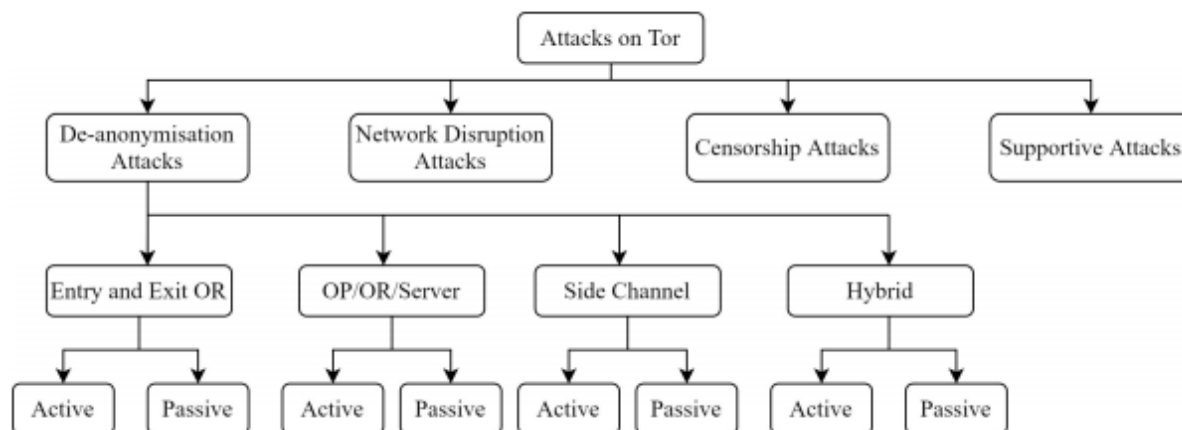 Attacks on Tor
De-anonymisation
Attacks
Network Disruption
Attacks
Censorship Attacks
Supportive Attacks
Entry and Exit OR
OP/OR/Server
Side Channel
Hybrid
Active
Passive
Active
Passive
Active
Passive
Active
Passive